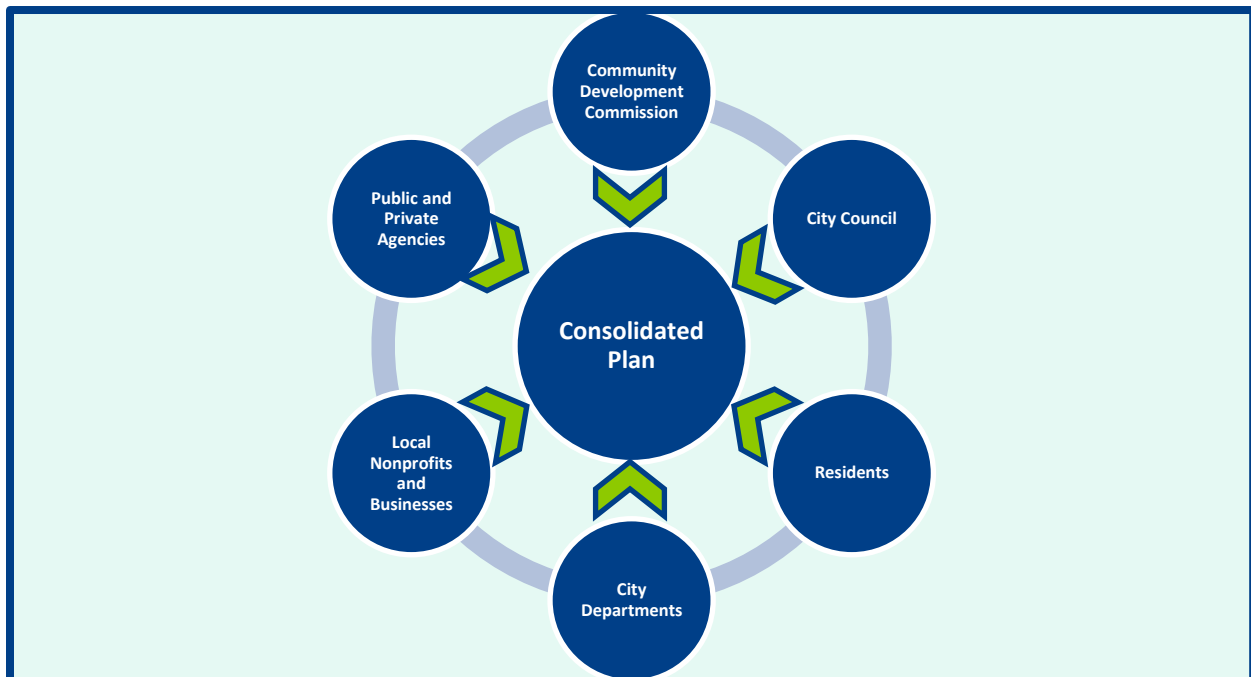 Community
Development
Commission
Public and
Private
Agencies
City Council
Consolidated
Plan
Local
Nonprofits
and
Businesses
Residents
City
Departments